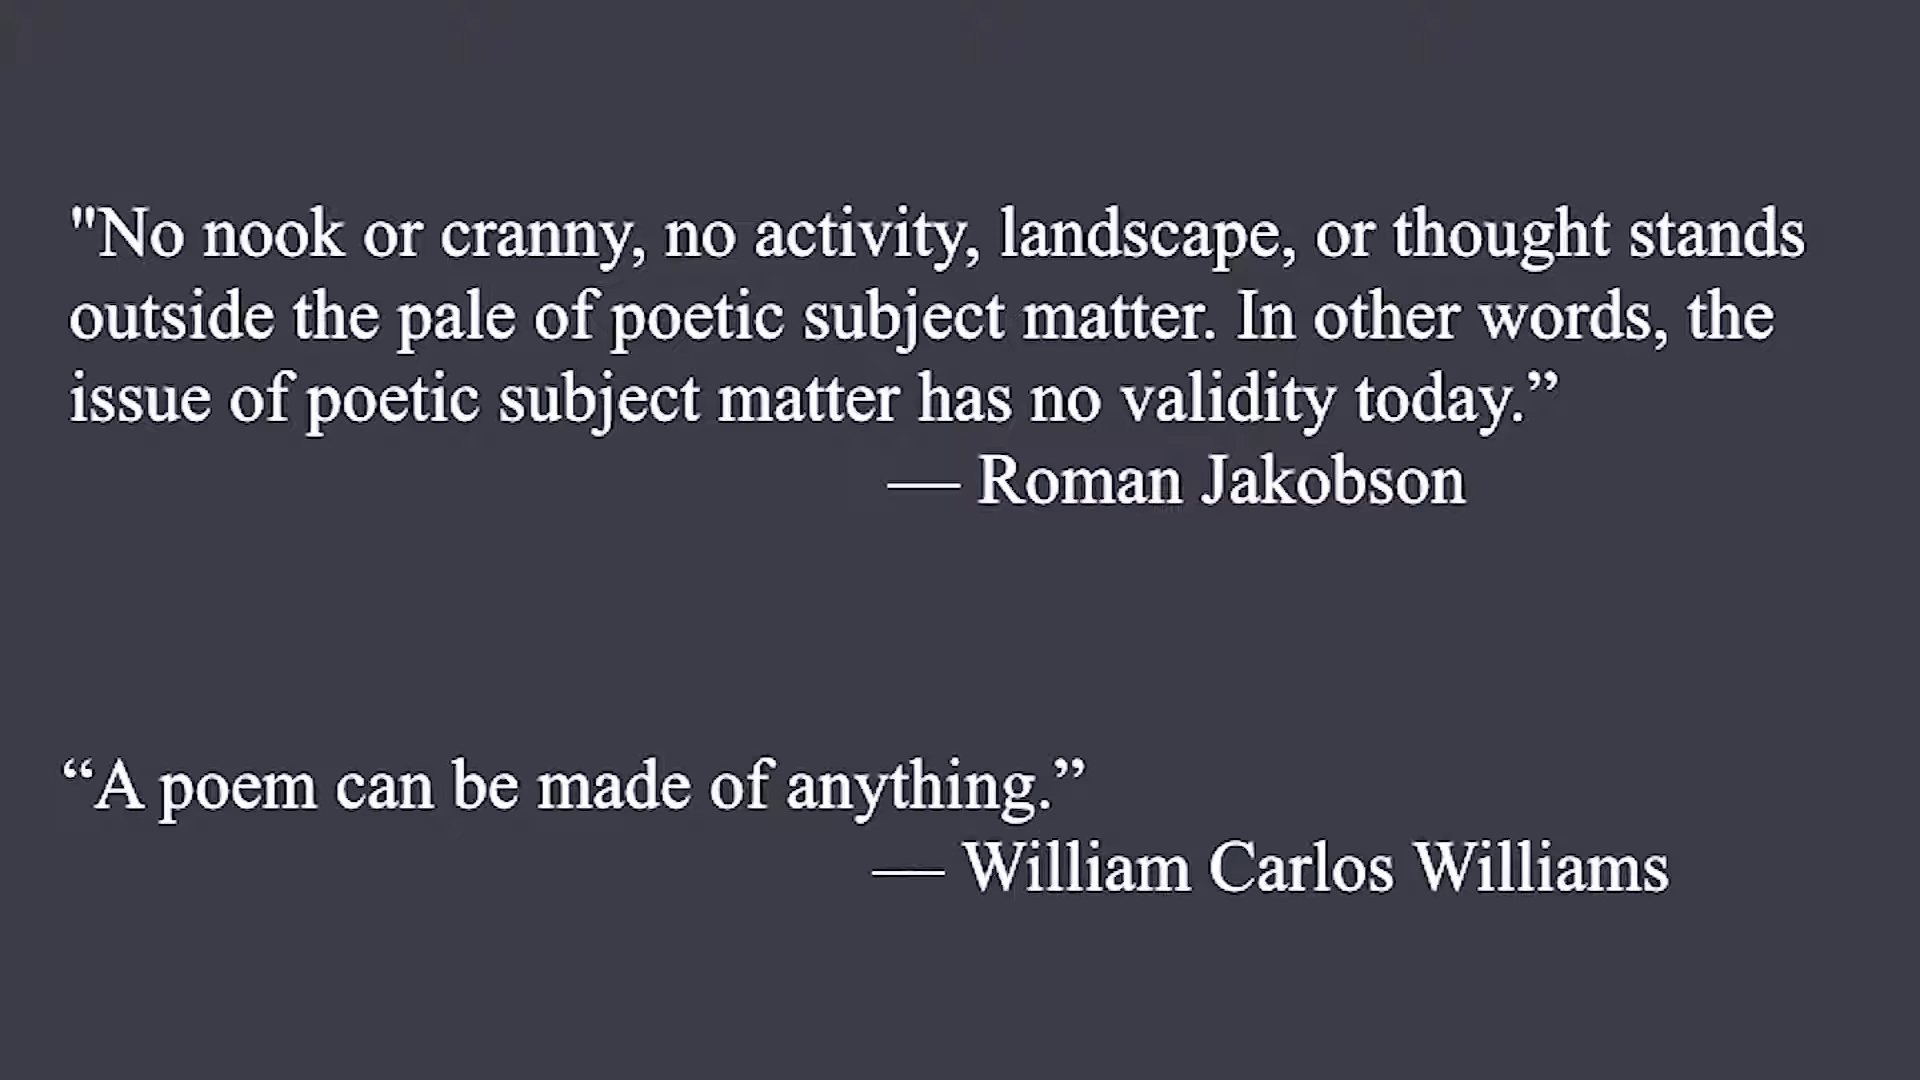 "No nook or cranny, no activity, landscape, or thought stands
outside the pale of poetic subject matter. In other words, the
issue of poetic subject matter has no validity today.”
— Roman Jakobson
“A poem can be made of anything.”
— William Carlos Williams